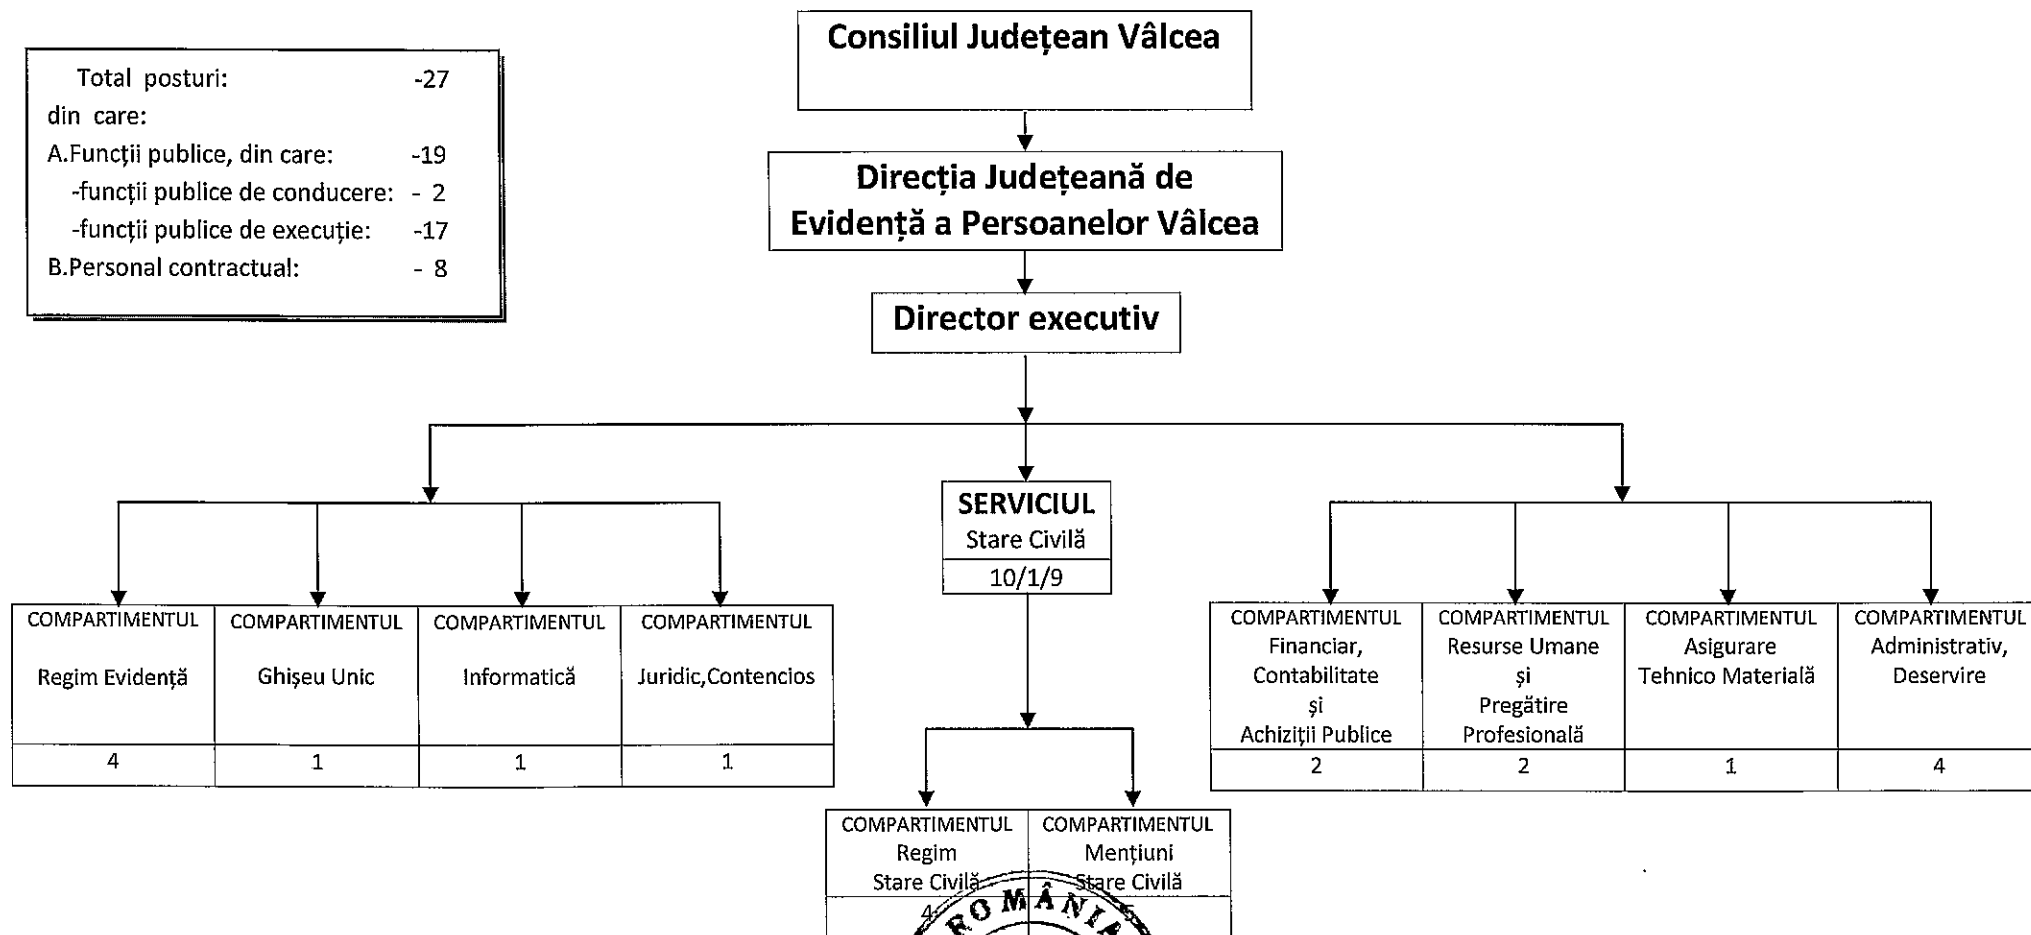 Consiliul Județean Vâlcea
Total posturi: -27
din care:
A.Funcții publice, din care: -19
-funcții publice de conducere: - 2
-funcții publice de execuție: -17
B.Personal contractual: - 8
Direcția Județeană de
Evidență a Persoanelor Vâlcea
Director executiv
SERVICIUL
Stare Civilă
10/1/9
COMPARTIMENTUL
Regim Evidență
4
COMPARTIMENTUL
Ghișeu Unic
1
COMPARTIMENTUL
Informatică
1
COMPARTIMENTUL
Juridic,Contencios
1
COMPARTIMENTUL
Financiar,
Contabilitate
și
Achiziții Publice
2
COMPARTIMENTUL
Resurse Umane
și
Pregătire
Profesională
2
COMPARTIMENTUL
Asigurare
Tehnico Materială
1
COMPARTIMENTUL
Administrativ,
Deservire
4
COMPARTIMENTUL
Regim
Stare Civilă
4
COMPARTIMENTUL
Mențiuni
Stare Civilă
ROMÂNIA